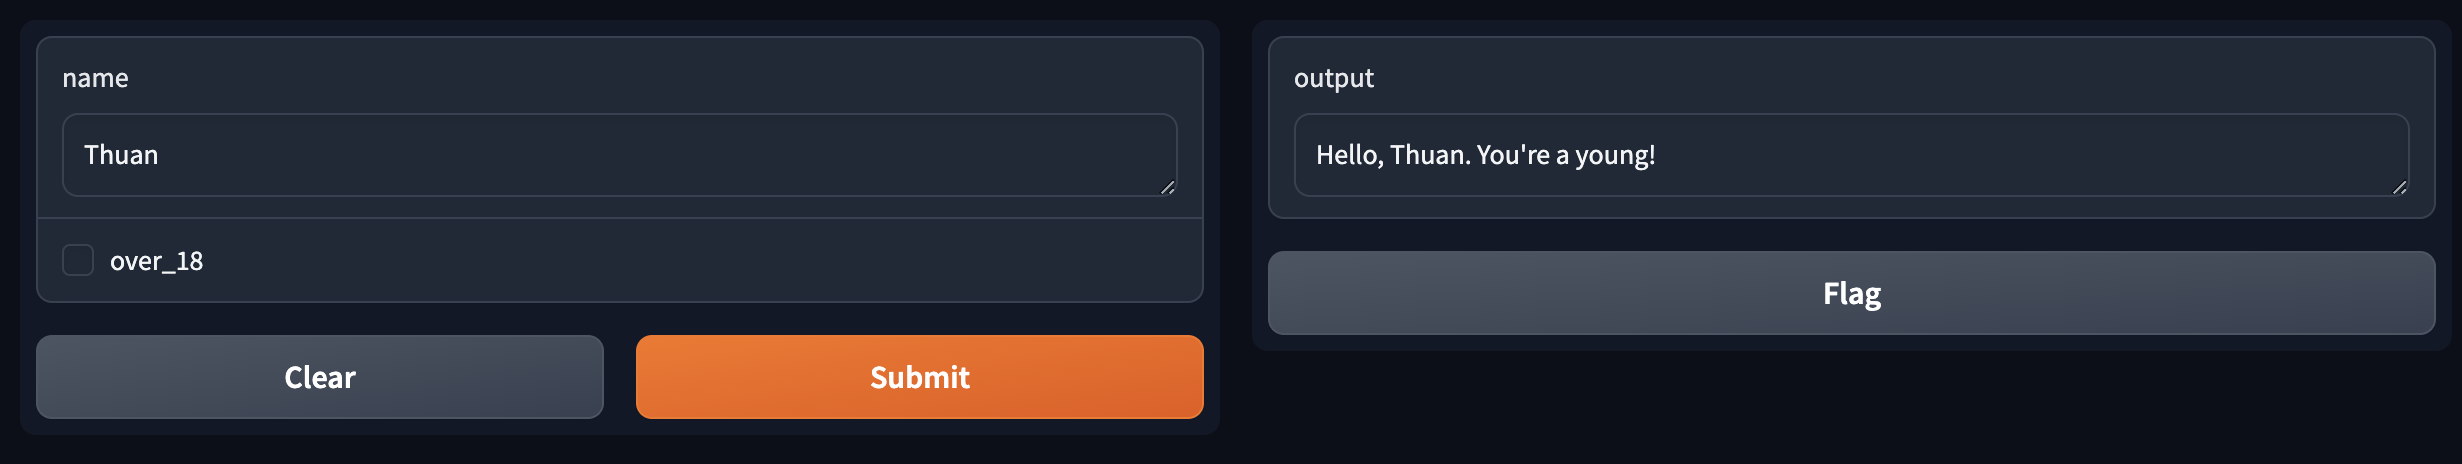 name
Thuan
over_18
Clear
Submit
output
Hello, Thuan. You're a young!
Flag